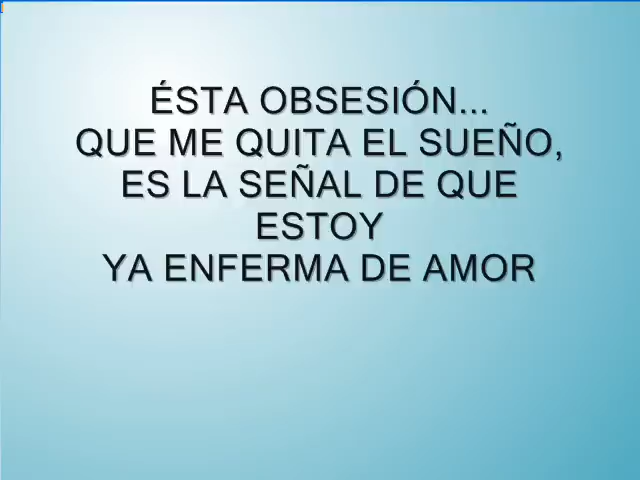 ÉSTA OBSESIÓN...
QUE ME QUITA EL SUEÑO,
ES LA SEÑAL DE QUE
ESTOY
YA ENFERMA DE AMOR